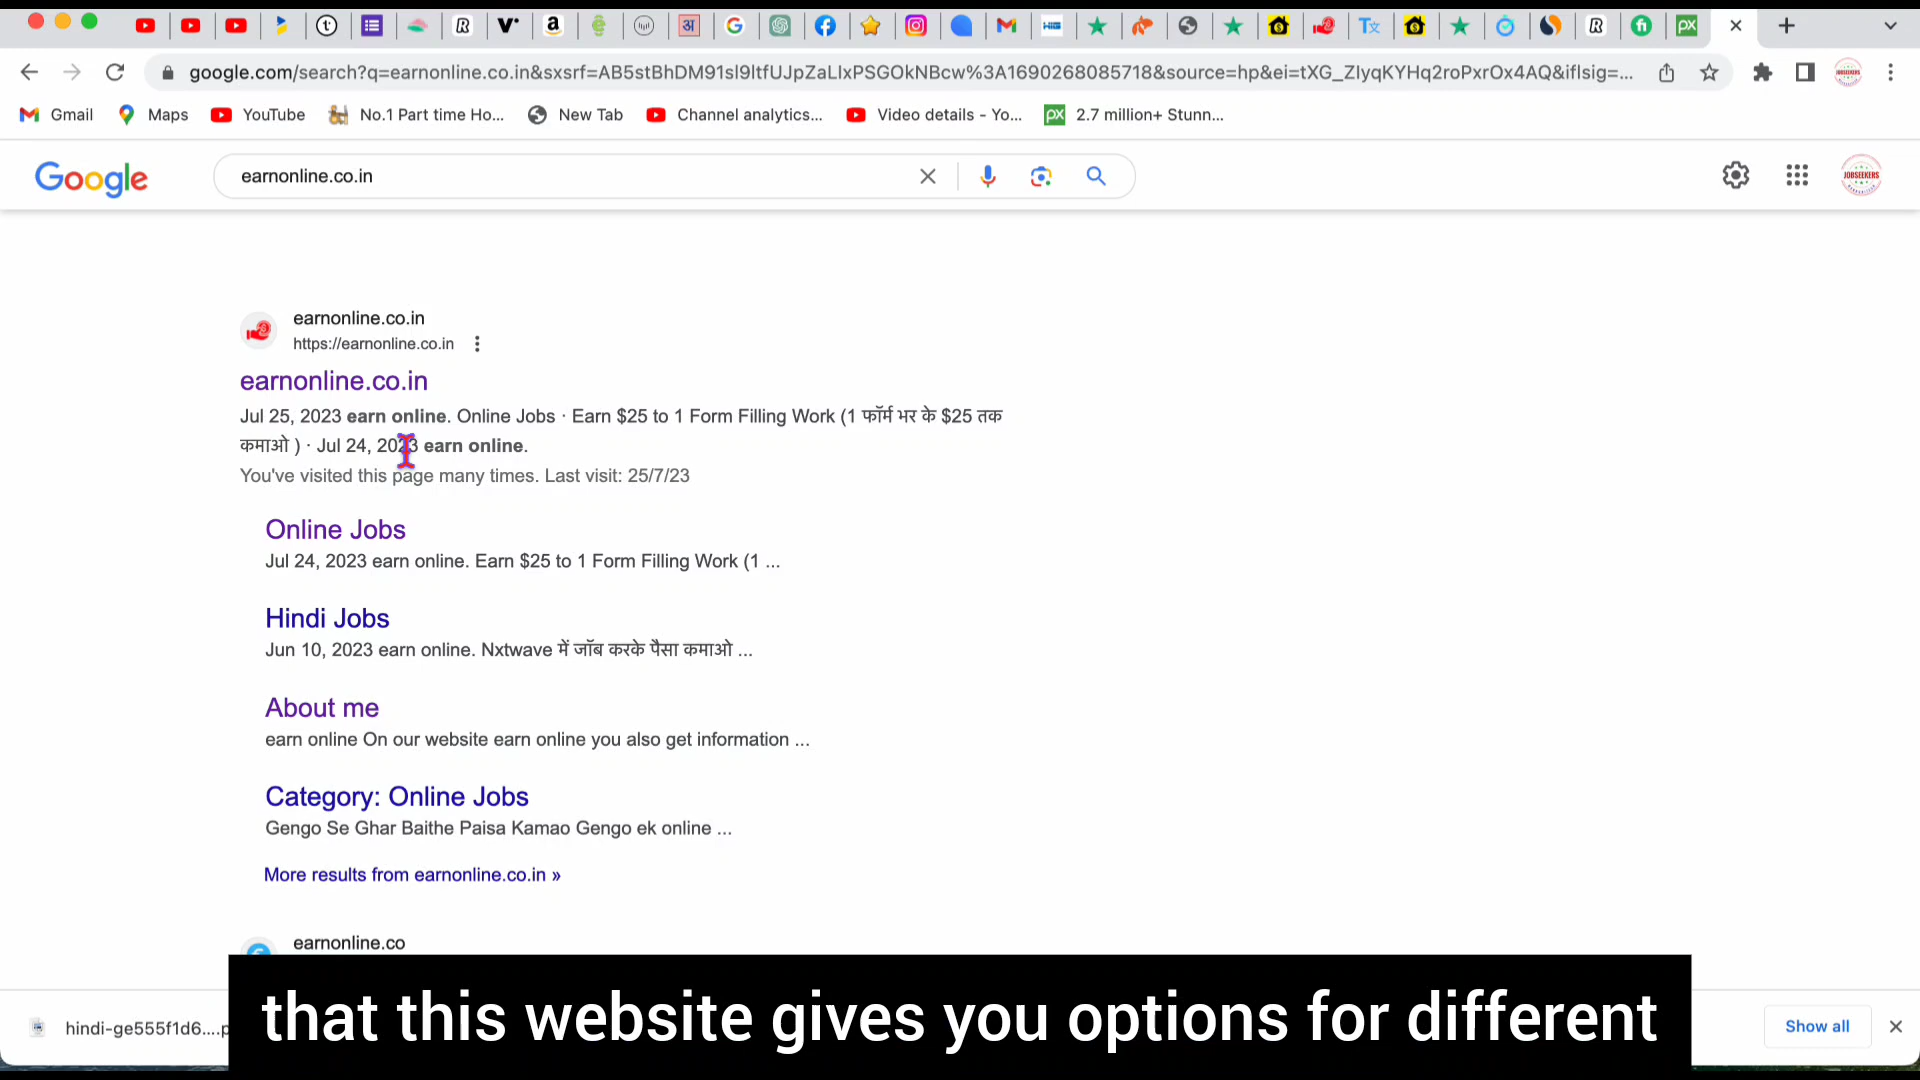 google.com/search?q=earnonline.co.in&sxsrf=AB5stBhDM91sl9ltfUJpZaLlxPSGOkNBcw%3A1690268085718&source=hp&ei=tXG_ZIyqKYHq2roPxrOx4AQ&iflsig=...
Gmail Maps YouTube No.1 Part time Ho... New Tab Channel analytics... Video details - Yo... px 2.7 million+ Stunn...
Google earnonline.co.in JOBSEEKERS
earnonline.co.in
https://earnonline.co.in
earnonline.co.in
Jul 25, 2023 earn online. Online Jobs · Earn $25 to 1 Form Filling Work (1 फॉर्म भर के $25 तक
कमाओ ) · Jul 24, 2023 earn online.
You've visited this page many times. Last visit: 25/7/23
Online Jobs
Jul 24, 2023 earn online. Earn $25 to 1 Form Filling Work (1 ...
Hindi Jobs
Jun 10, 2023 earn online. Nxtwave में जॉब करके पैसा कमाओ ...
About me
earn online On our website earn online you also get information ...
Category: Online Jobs
Gengo Se Ghar Baithe Paisa Kamao Gengo ek online ...
More results from earnonline.co.in »
earnonline.co
hindi-ge555f1d6....p
that this website gives you options for different
Show all